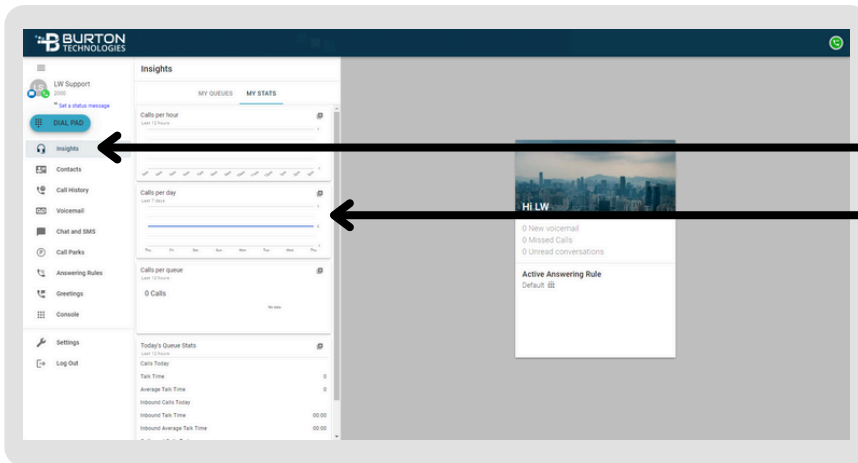 BURTON
TECHNOLOGIES
LW Support
2000
Set a status message
DIAL PAD
Insights
Contacts
Call History
Voicemail
Chat and SMS
Call Parks
Answering Rules
Greetings
Console
Settings
Log Out
Insights
MY QUEUES MY STATS
Calls per hour
Last 12 hours
Calls per day
Last 7 days
Thu Fri Sat Sun Mon Tue Wed Thu
Calls per queue
Last 12 hours
0 Calls
No data
Today's Queue Stats
Last 12 hours
Calls Today
Talk Time 0
Average Talk Time 0
Inbound Calls Today
Inbound Talk Time 00:00
Inbound Average Talk Time 00:00
Hi LW
0 New voicemail
0 Missed Calls
0 Unread conversations
Active Answering Rule
Default